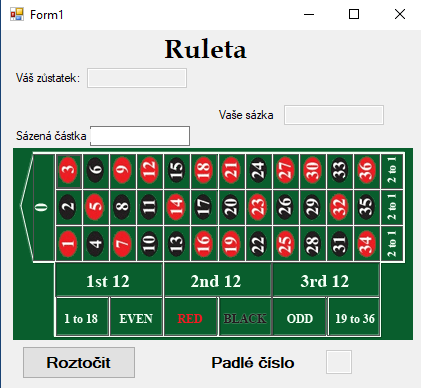 Form1
Ruleta
Váš zůstatek:
Vaše sázka
Sázená částka
3 6 9 12 15 18 21 24 27 30 33 36 2 to 1
0 2 5 8 11 14 17 20 23 26 29 32 35 2 to 1
1 4 7 10 13 16 19 22 25 28 31 34 2 to 1
1st 12 2nd 12 3rd 12
1 to 18 EVEN RED BLACK ODD 19 to 36
Roztočit Padlé číslo